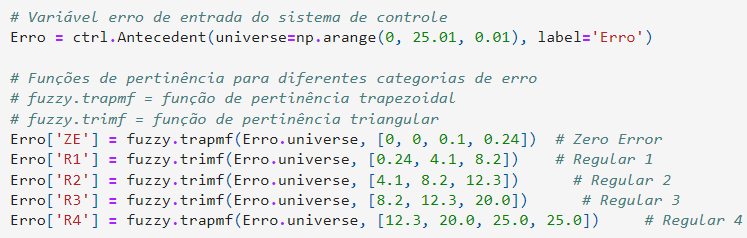 # Variável erro de entrada do sistema de controle
Erro = ctrl.Antecedent(universe=np.arange(0, 25.01, 0.01), label='Erro')
# Funções de pertinência para diferentes categorias de erro
# fuzzy.trapmf = função de pertinência trapezoidal
# fuzzy.trimf = função de pertinência triangular
Erro['ZE'] = fuzzy.trapmf(Erro.universe, [0, 0, 0.1, 0.24])  # Zero Error
Erro['R1'] = fuzzy.trimf(Erro.universe, [0.24, 4.1, 8.2])    # Regular 1
Erro['R2'] = fuzzy.trimf(Erro.universe, [4.1, 8.2, 12.3])      # Regular 2
Erro['R3'] = fuzzy.trimf(Erro.universe, [8.2, 12.3, 20.0])      # Regular 3
Erro['R4'] = fuzzy.trapmf(Erro.universe, [12.3, 20.0, 25.0, 25.0])     # Regular 4